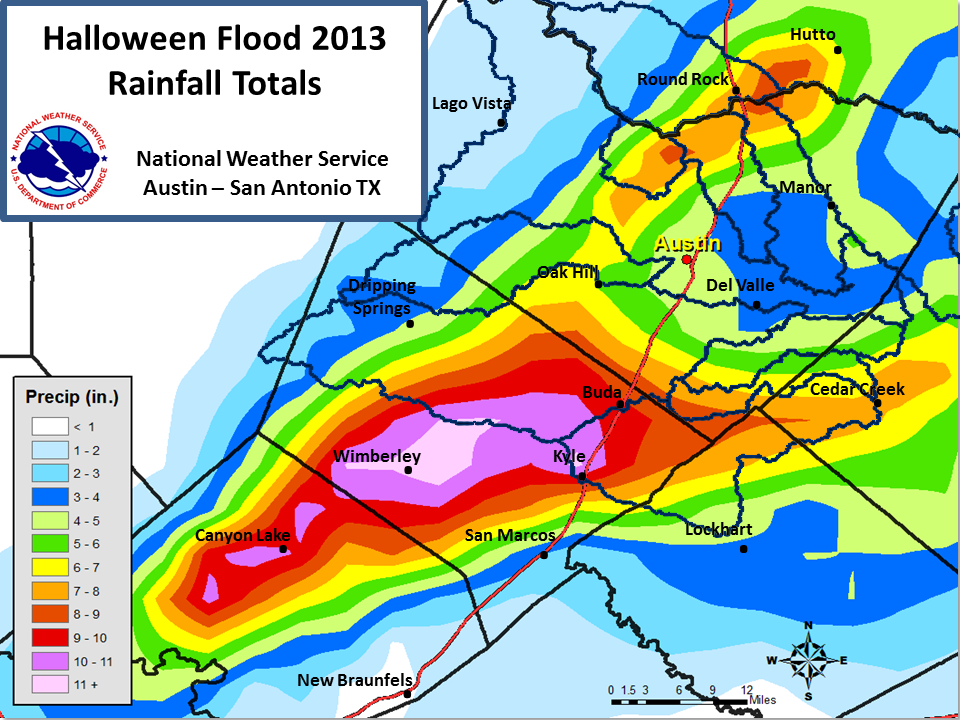 Halloween Flood 2013
Rainfall Totals
NATIONAL WEATHER SERVICE
U.S. DEPARTMENT OF COMMERCE
National Weather Service
Austin – San Antonio TX
Hutto
Round Rock
Lago Vista
Manor
Austin
Oak Hill
Del Valle
Dripping
Springs
Buda
Cedar Creek
Wimberley
Kyle
Canyon Lake
San Marcos
Lockhart
New Braunfels
Precip (in.)
< 1
1 - 2
2 - 3
3 - 4
4 - 5
5 - 6
6 - 7
7 - 8
8 - 9
9 - 10
10 - 11
11 +
N
W E
S
0 1.5 3 6 9 12
Miles